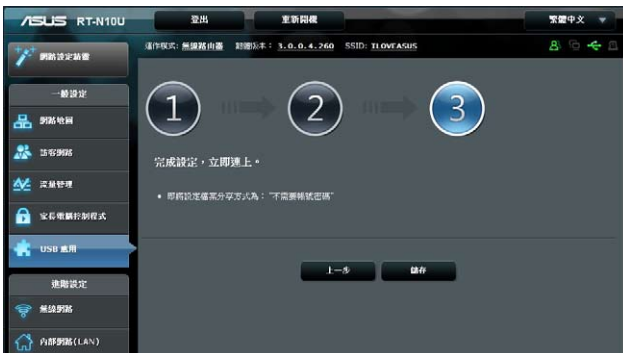 ASUS RT-N10U 登出 重新開機 繁體中文
運作模式: 無線路由器 韌體版本: 3.0.0.4.260 SSID: ILOVEASUS
網路設定精靈
一般設定
網路地圖
訪客網路
流量管理
家長電腦控制程式
USB 應用
進階設定
無線網路
內部網路(LAN)
1 2 3
完成設定，立即連上。
即將設定檔案分享方式為："不需要帳號密碼"
上一步 儲存